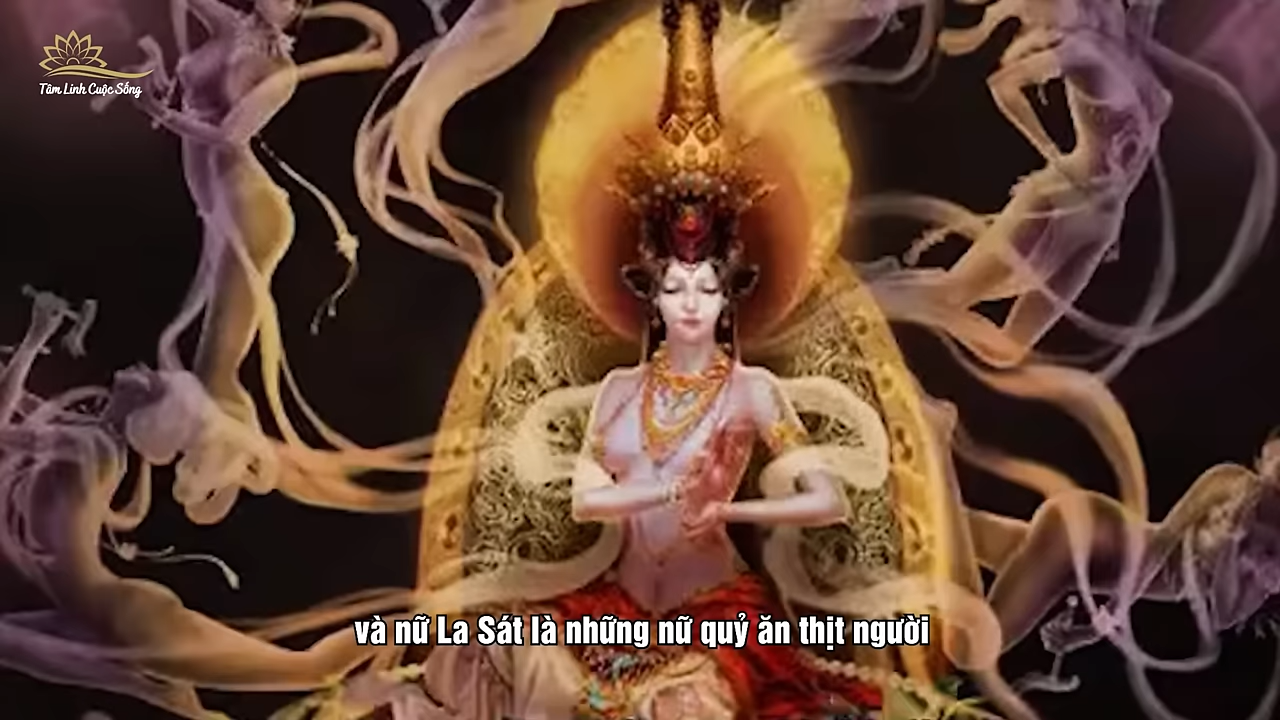 Tâm Linh Cuộc Sống
và nữ La Sát là những nữ quỷ ăn thịt người